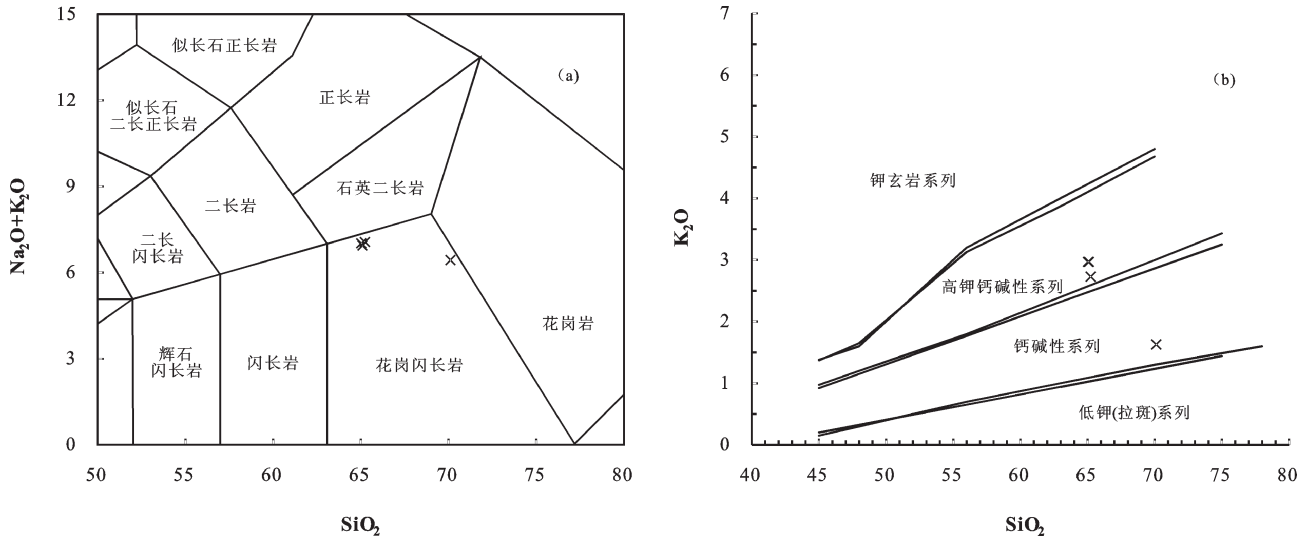 15
12
9
6
3
0
50
55
60
65
70
75
80
Na₂O+K₂O
SiO₂
(a)
似长石正长岩
正长岩
似长石
二长正长岩
石英二长岩
二长岩
二长
闪长岩
花岗岩
辉石
闪长岩
闪长岩
花岗闪长岩
7
6
5
4
3
2
1
0
40
45
50
55
60
65
70
75
80
K₂O
SiO₂
(b)
钾玄岩系列
高钾钙碱性系列
钙碱性系列
低钾(拉斑)系列